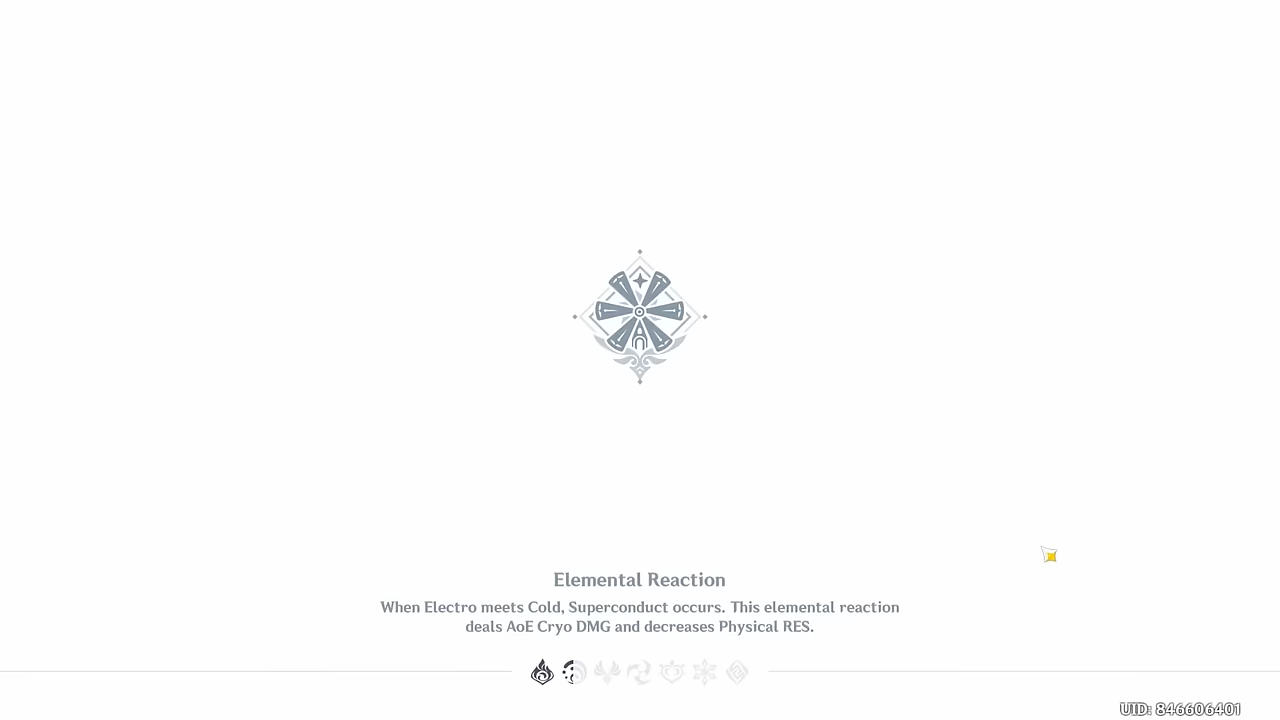 Elemental Reaction
When Electro meets Cold, Superconduct occurs. This elemental reaction
deals AoE Cryo DMG and decreases Physical RES.
UID: 846606401